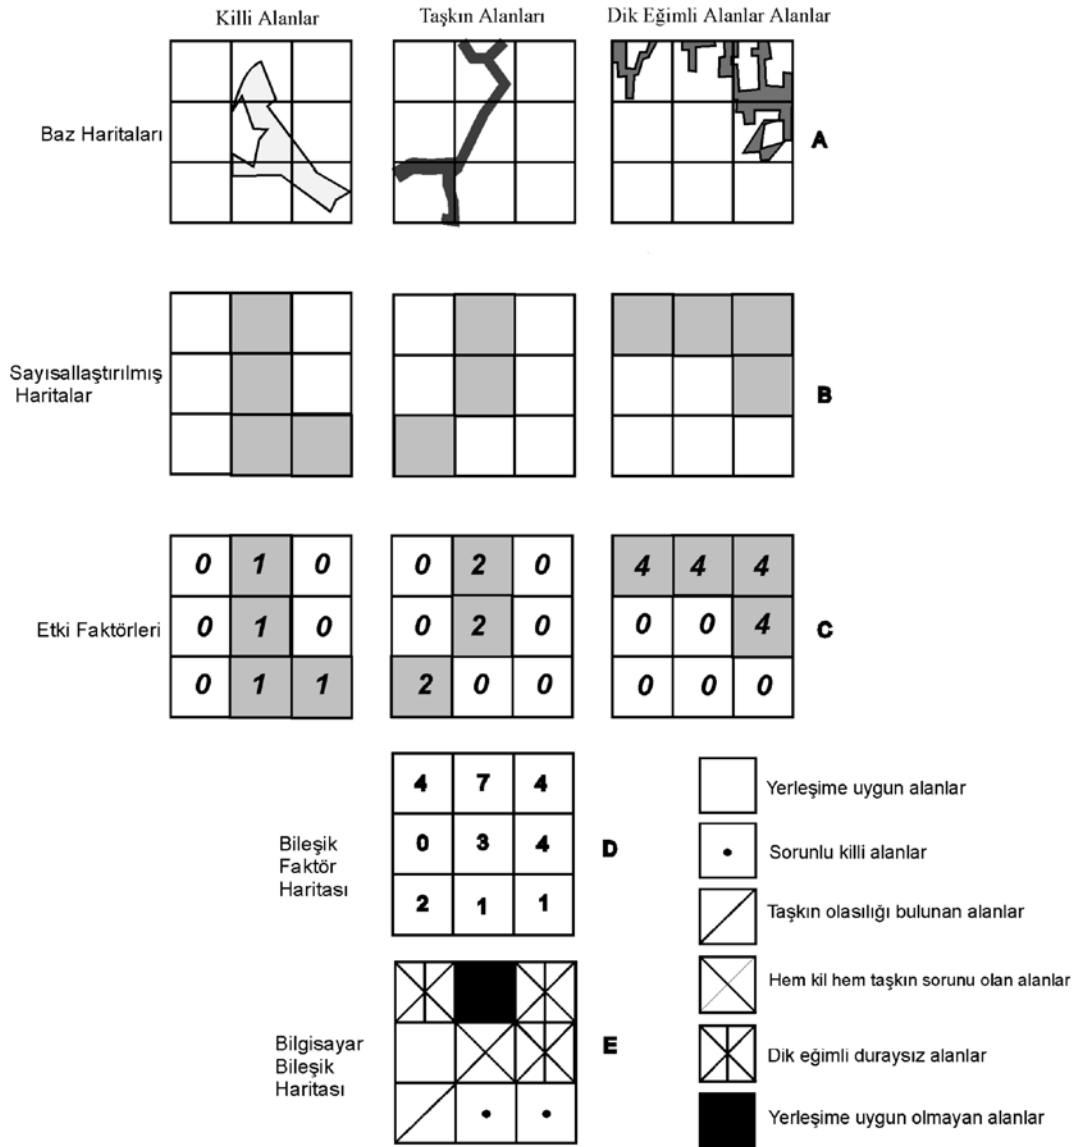 Killi Alanlar
Taşkın Alanları
Dik Eğimli Alanlar Alanlar
Baz Haritaları
A
Sayısallaştırılmış
Haritalar
B
0 1 0
0 2 0
4 4 4
Etki Faktörleri
0 1 0
0 2 0
0 0 4
C
0 1 1
2 0 0
0 0 0
4 7 4
Bileşik
Faktör
Haritası
0 3 4
D
2 1 1
Bilgisayar
Bileşik
Haritası
E
Yerleşime uygun alanlar
Sorunlu killi alanlar
Taşkın olasılığı bulunan alanlar
Hem kil hem taşkın sorunu olan alanlar
Dik eğimli duraysız alanlar
Yerleşime uygun olmayan alanlar